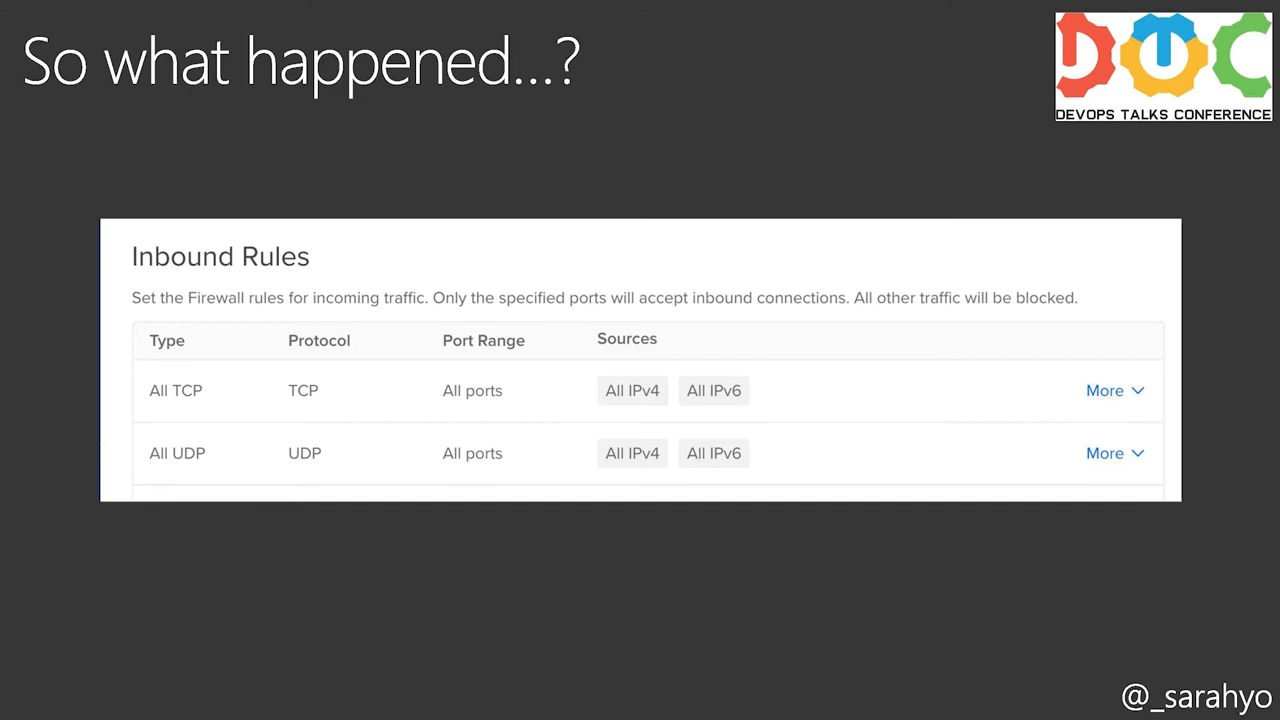 So what happened...?
DEVOPS TALKS CONFERENCE
Inbound Rules
Set the Firewall rules for incoming traffic. Only the specified ports will accept inbound connections. All other traffic will be blocked.
Type Protocol Port Range Sources
All TCP TCP All ports All IPv4 All IPv6 More
All UDP UDP All ports All IPv4 All IPv6 More
@_sarahyo